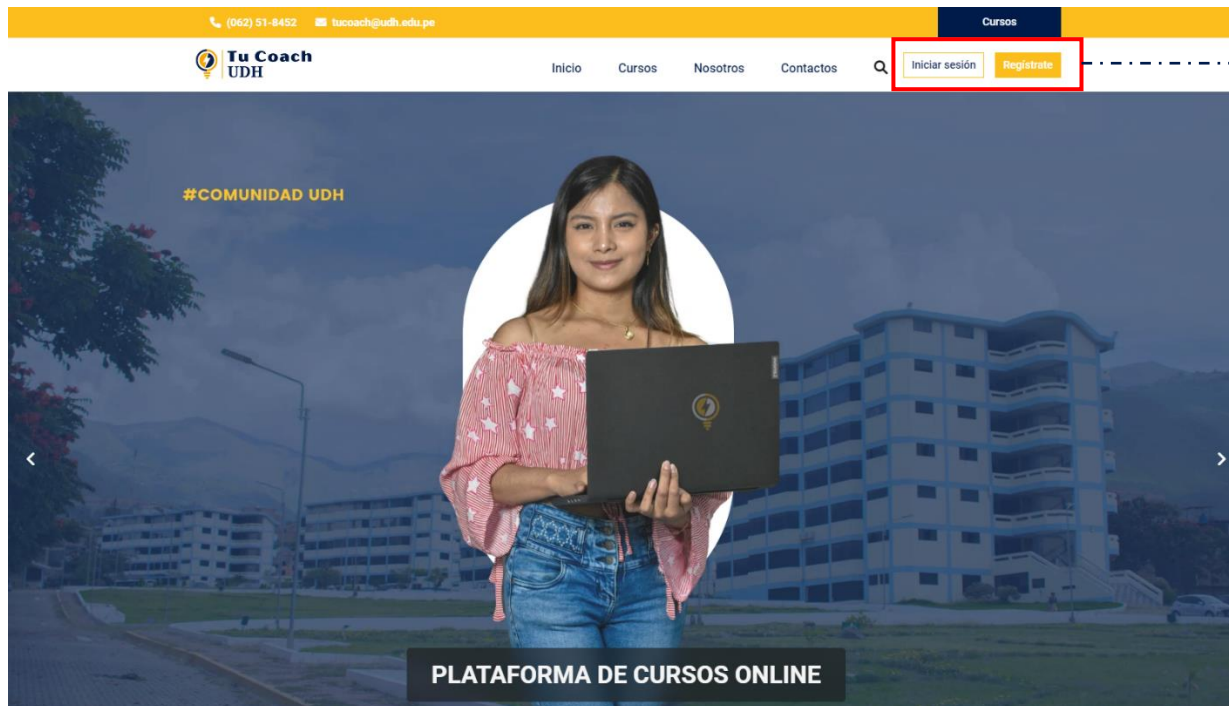 (062) 51-8452 tucoach@udh.edu.pe Cursos
Tu Coach
UDH
Inicio Cursos Nosotros Contactos Iniciar sesión Regístrate
#COMUNIDAD UDH
PLATAFORMA DE CURSOS ONLINE